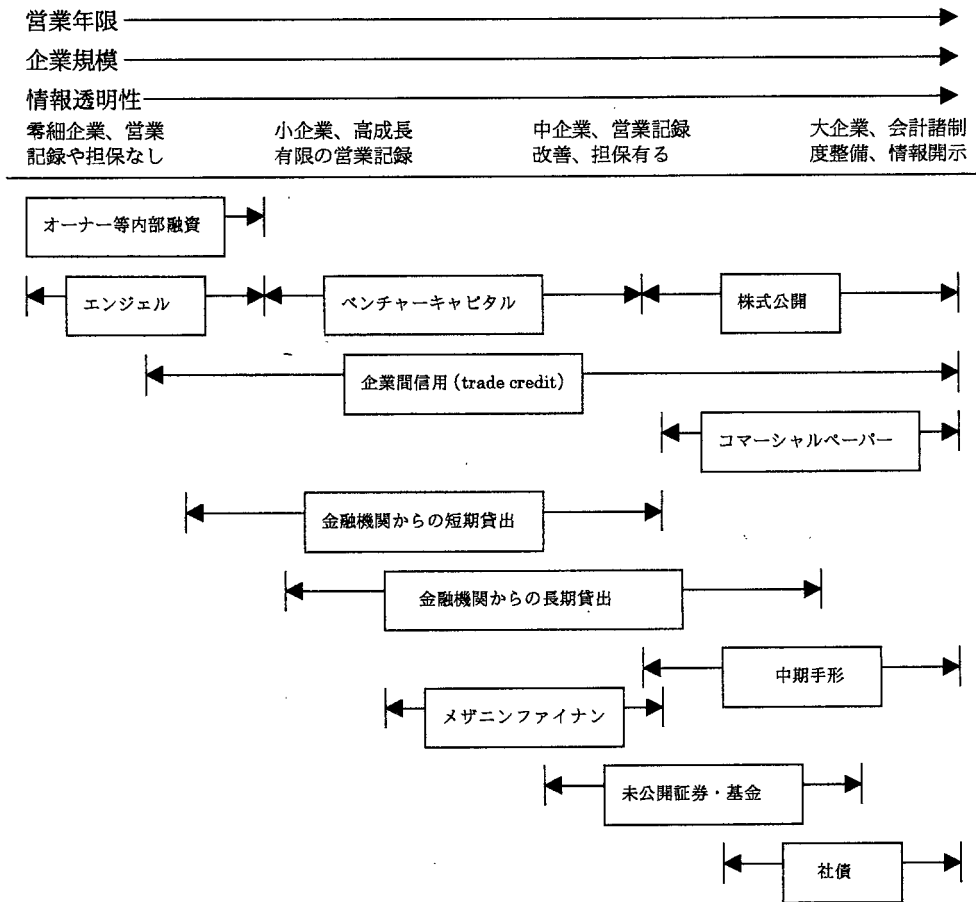 営業年限
企業規模
情報透明性
零細企業、営業
記録や担保なし
小企業、高成長
有限の営業記録
中企業、営業記録
改善、担保有る
大企業、会計諸制
度整備、情報開示
オーナー等内部融資
エンジェル
ベンチャーキャピタル
株式公開
企業間信用 (trade credit)
コマーシャルペーパー
金融機関からの短期貸出
金融機関からの長期貸出
中期手形
メザニンファイナン
未公開証券・基金
社債